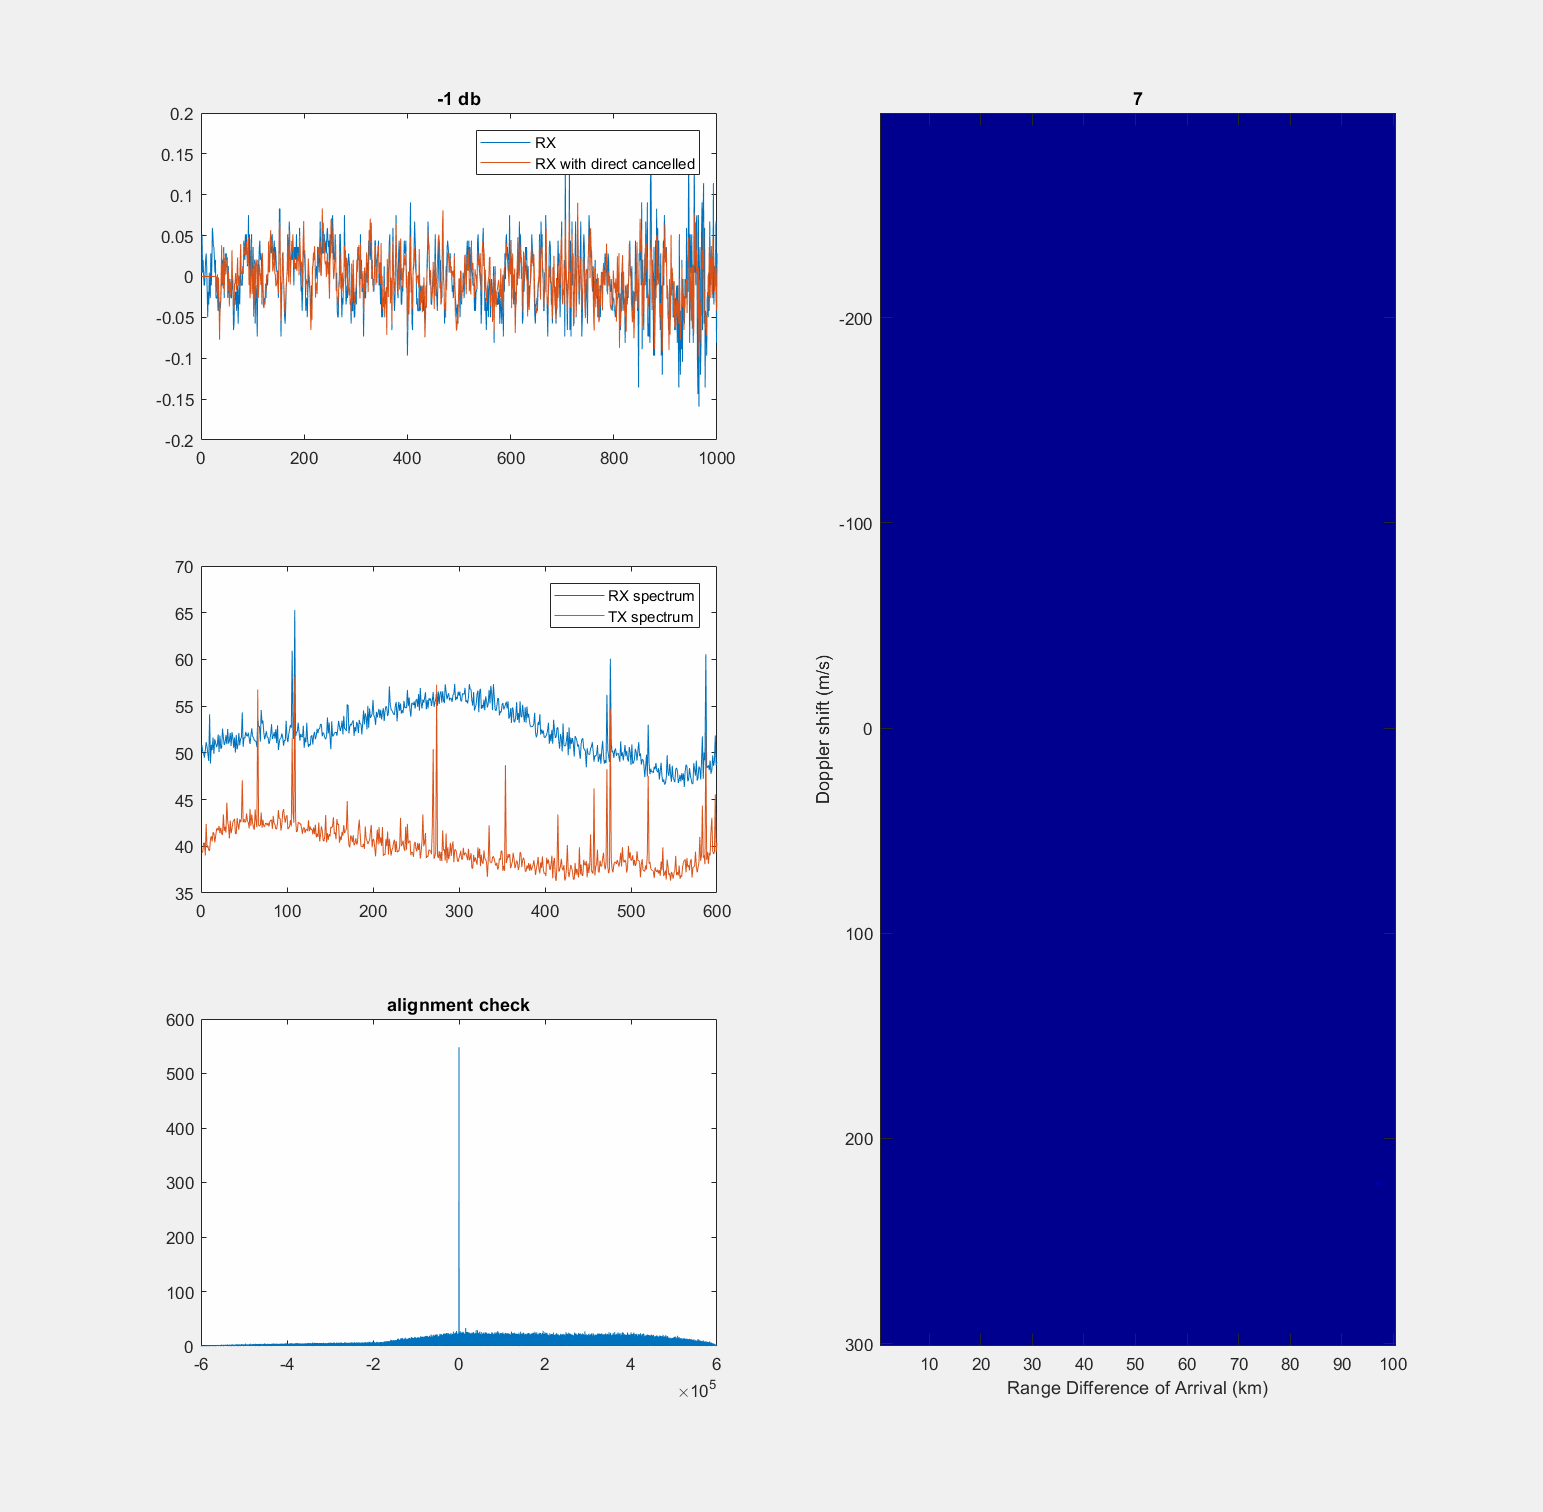 -1 db
0.2
0.15
0.1
0.05
0
-0.05
-0.1
-0.15
-0.2
RX
RX with direct cancelled
0 200 400 600 800 1000
70
65
60
55
50
45
40
35
RX spectrum
TX spectrum
0 100 200 300 400 500 600
alignment check
600
500
400
300
200
100
0
-6 -4 -2 0 2 4 6
×10^5
7
Doppler shift (m/s)
-200
-100
0
100
200
300
10 20 30 40 50 60 70 80 90 100
Range Difference of Arrival (km)